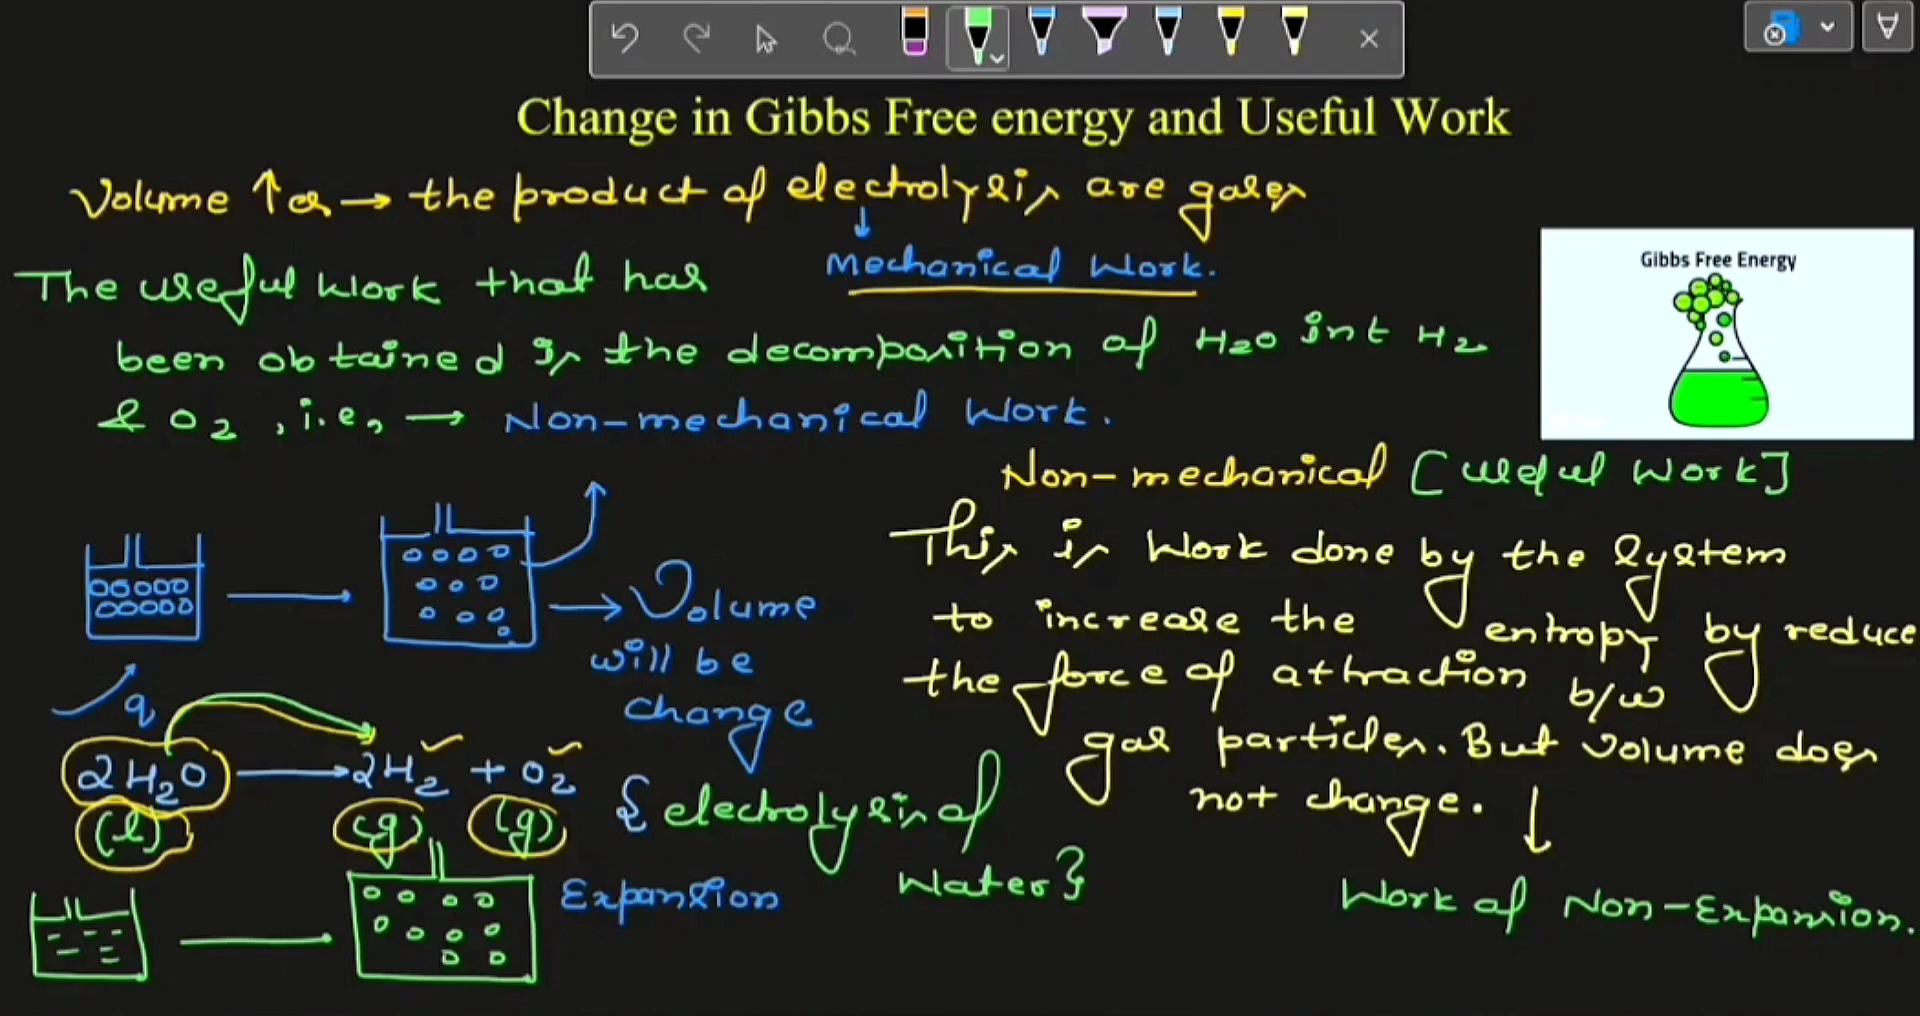 Change in Gibbs Free energy and Useful Work
Volume ↑ as → the product of electrolysis are gases
↓
Mechanical Work.
The useful work that has
been obtained is the decomposition of H2O int H2
& O2, i.e, → Non-mechanical Work.
Gibbs Free Energy
Non-mechanical [useful work]
This is work done by the system
to increase the entropy by reduce
the force of attraction b/w
gas particles. But volume does
not change. ↓
Work of Non-Expansion.
→ → Volume
will be
change
q
2H2O → 2H2 + O2
(l) (g) (g)
{electrolysis of
Water}
Expansion